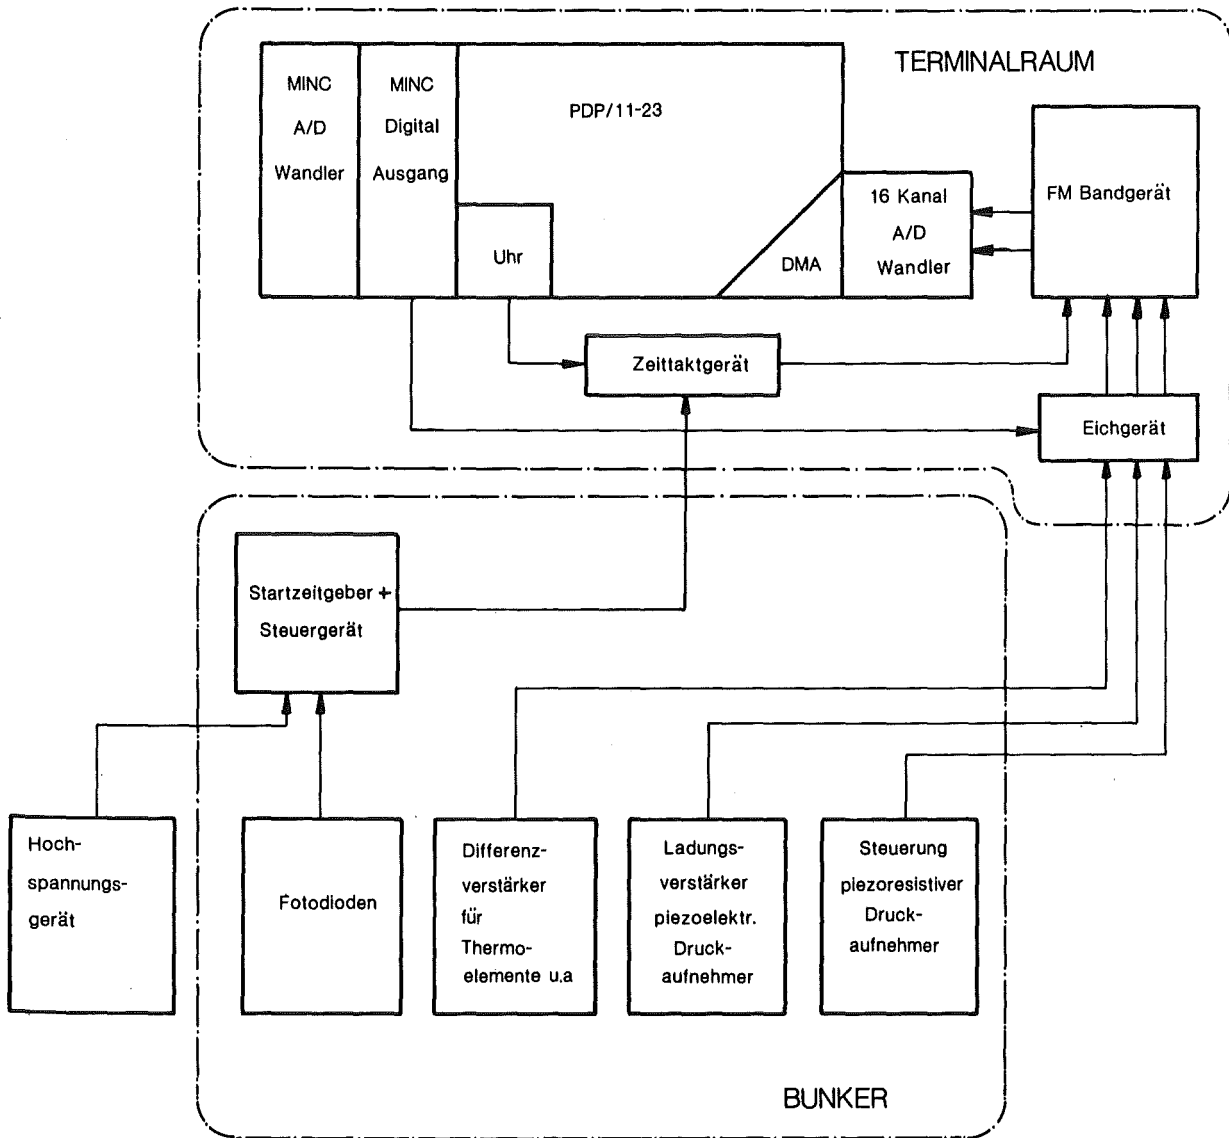 TERMINALRAUM
MINC
A/D
Wandler
MINC
Digital
Ausgang
PDP/11-23
Uhr
DMA
16 Kanal
A/D
Wandler
FM Bandgerät
Zeittaktgerät
Eichgerät
Startzeitgeber +
Steuergerät
Hoch-
spannungs-
gerät
Fotodioden
Differenz-
verstärker
für
Thermo-
elemente u.a
Ladungs-
verstärker
piezoelektr.
Druck-
aufnehmer
Steuerung
piezoresistiver
Druck-
aufnehmer
BUNKER